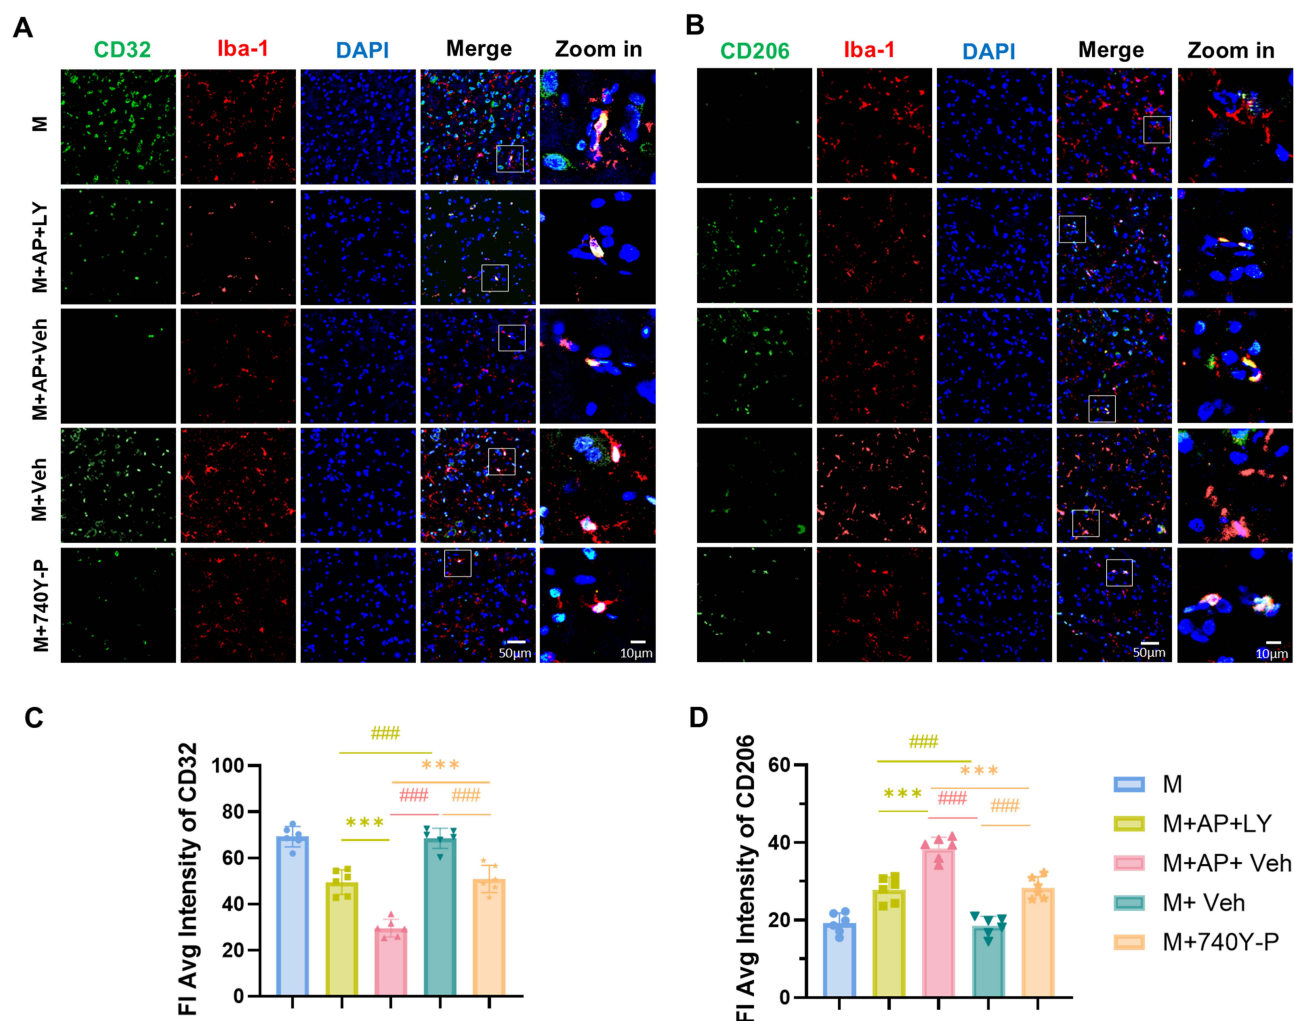 A
B
CD32 Iba-1 DAPI Merge Zoom in
CD206 Iba-1 DAPI Merge Zoom in
M
M+AP+LY
M+AP+Veh
M+Veh
M+740Y-P
50μm 10μm
50μm 10μm
C
D
FI Avg Intensity of CD32
100
80
60
40
20
0
###
***
### ###
***
FI Avg Intensity of CD206
60
40
20
0
###
***
*** ###
###
M
M+AP+LY
M+AP+ Veh
M+ Veh
M+740Y-P